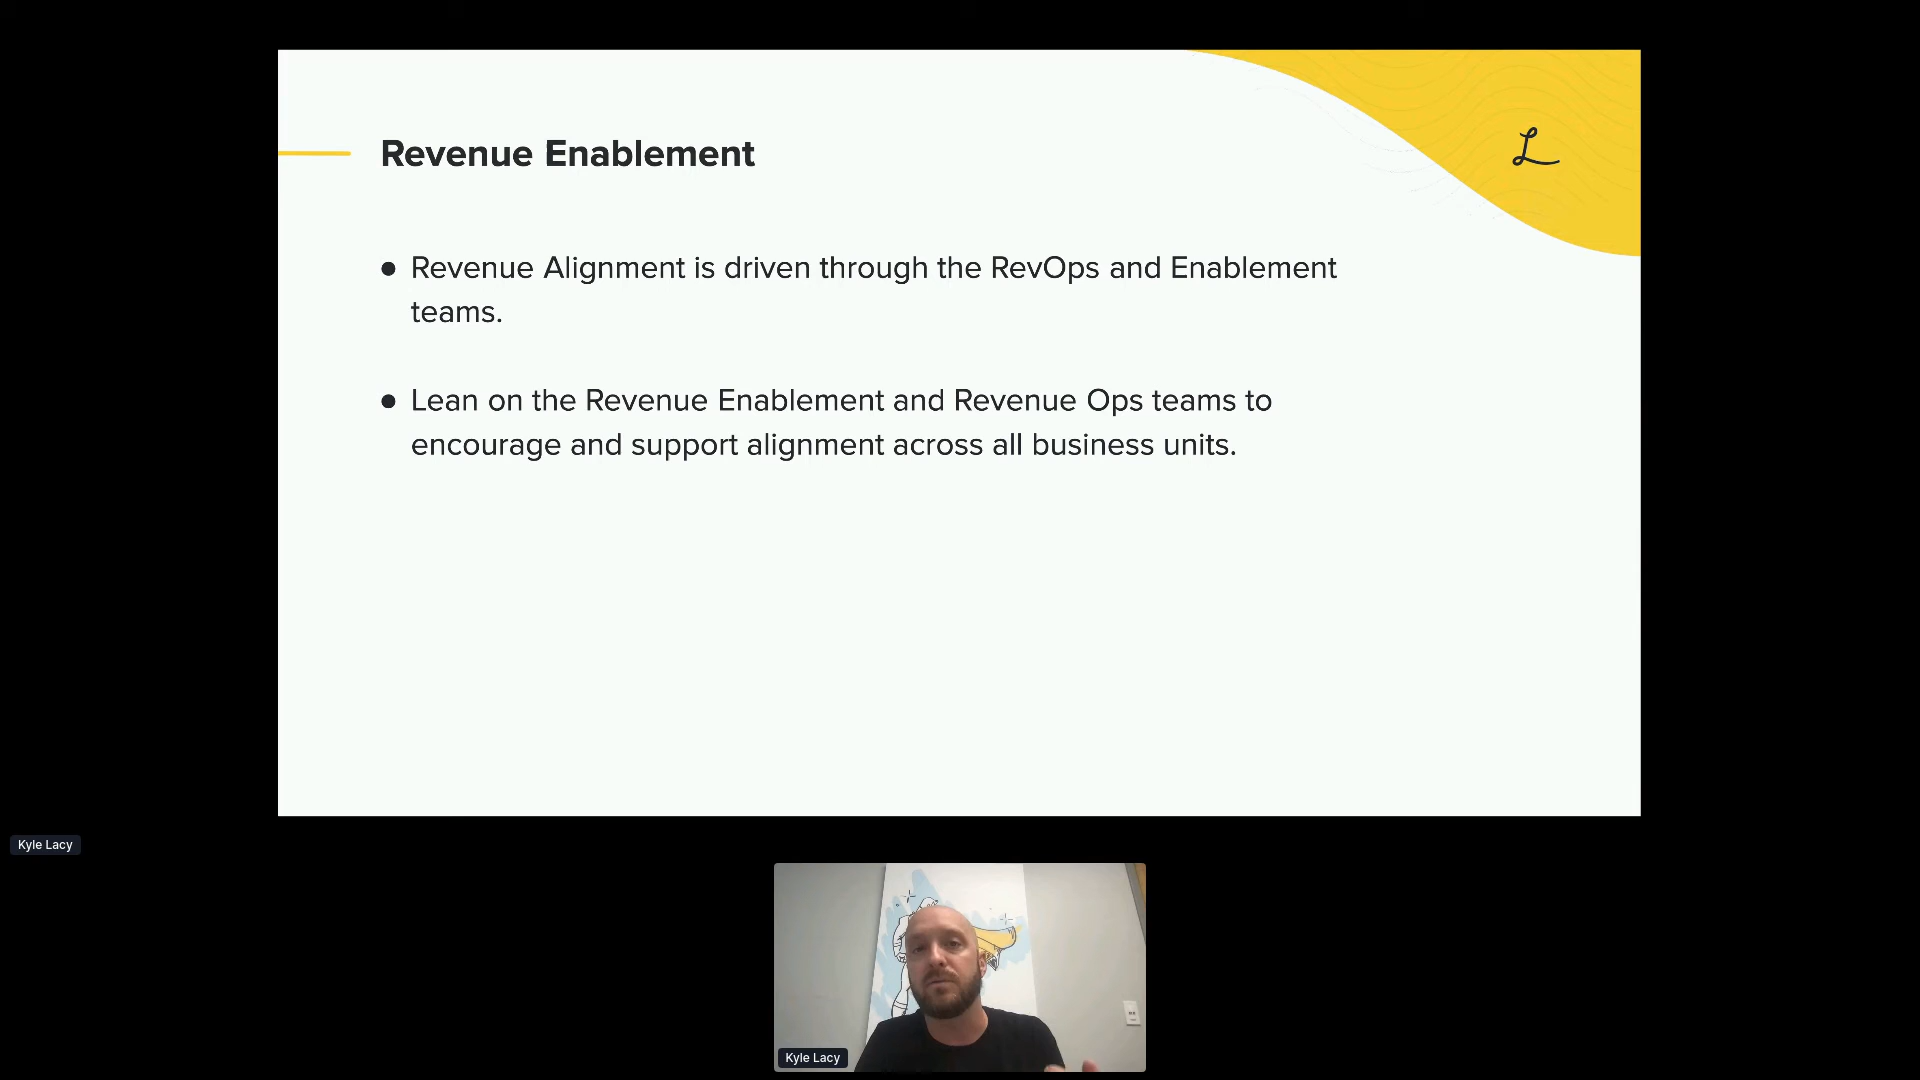 Revenue Enablement
L
● Revenue Alignment is driven through the RevOps and Enablement
teams.
● Lean on the Revenue Enablement and Revenue Ops teams to
encourage and support alignment across all business units.
Kyle Lacy
Kyle Lacy